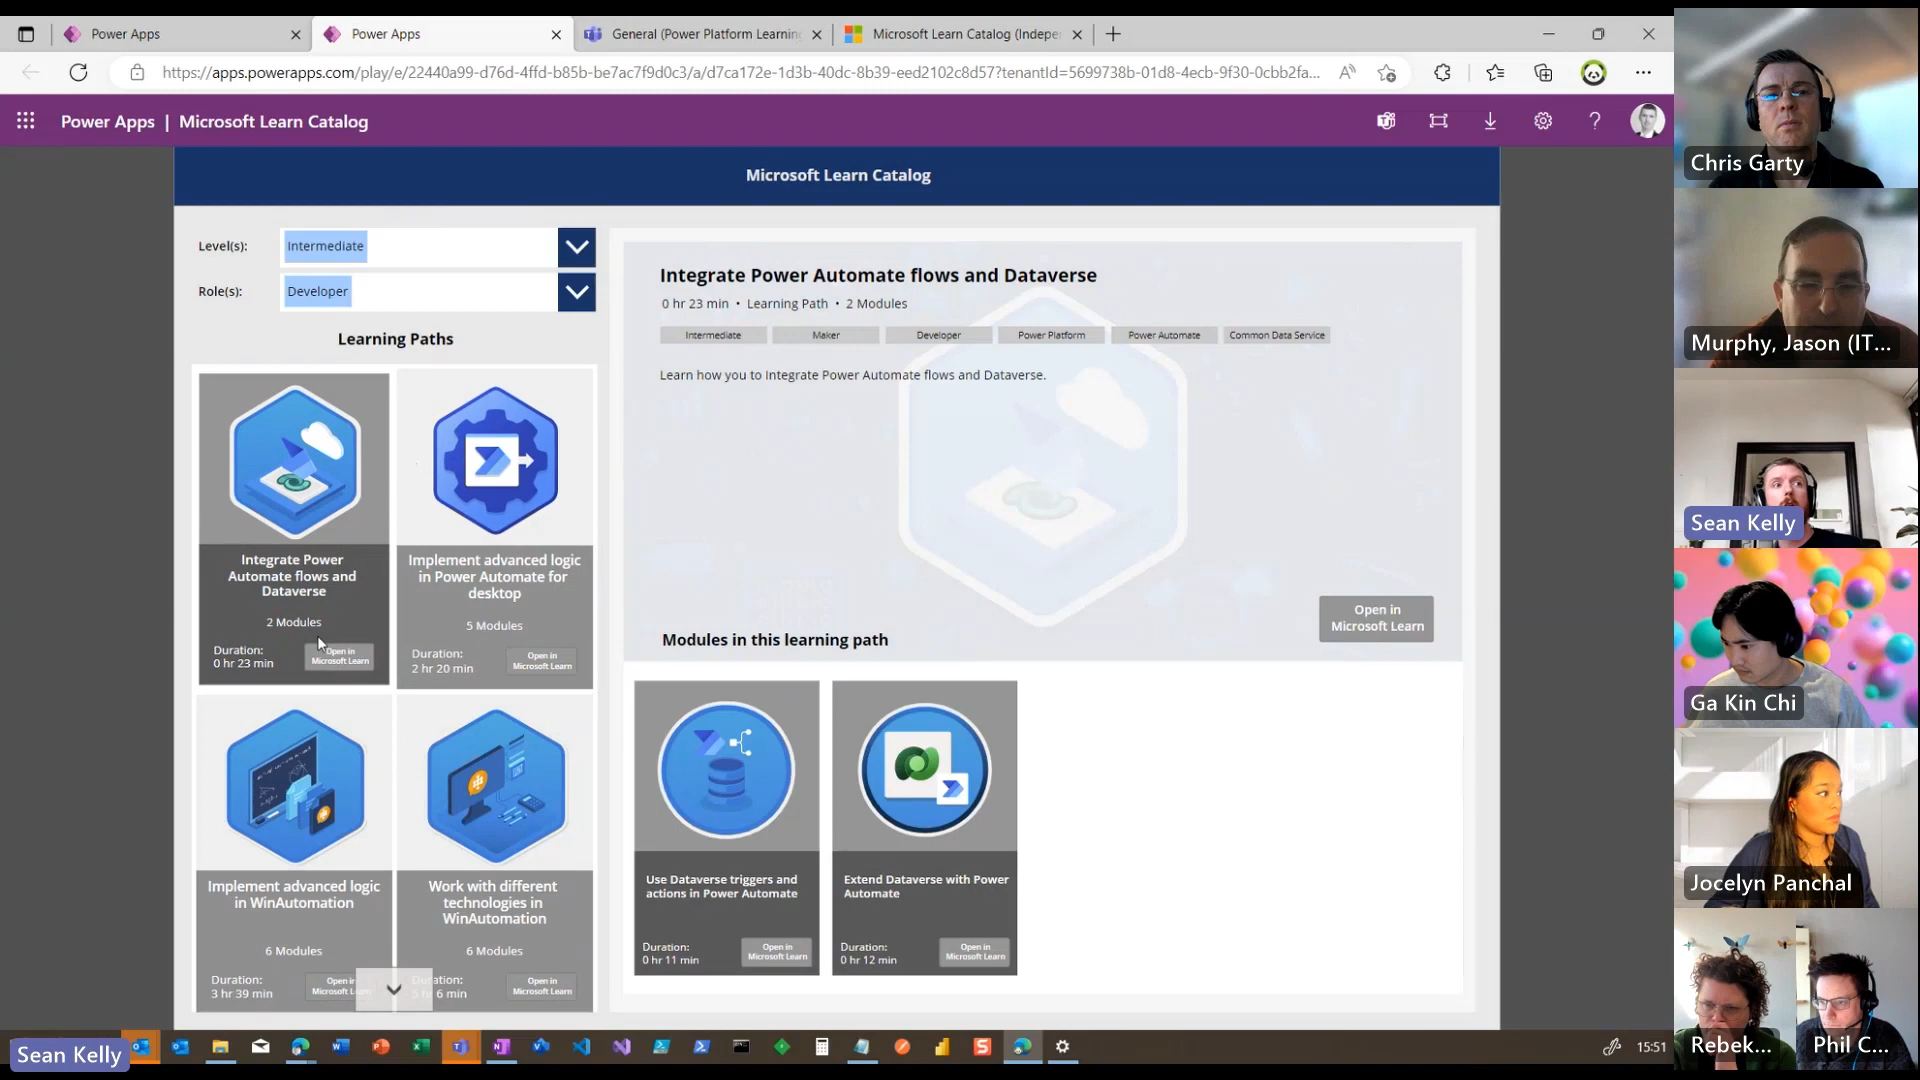 Power Apps
Power Apps
General (Power Platform Learning
Microsoft Learn Catalog (Indepe
https://apps.powerapps.com/play/e/22440a99-d76d-4ffd-b85b-be7ac7f9d0c3/a/d7ca172e-1d3b-40dc-8b39-eed2102c8d57?tenantId=5699738b-01d8-4ecb-9f30-0cbb2fa...
Power Apps | Microsoft Learn Catalog
Microsoft Learn Catalog
Level(s):
Intermediate
Role(s):
Developer
Learning Paths
Integrate Power
Automate flows and
Dataverse
2 Modules
Duration:
0 hr 23 min
Open in
Microsoft Learn
Implement advanced logic
in Power Automate for
desktop
5 Modules
Duration:
2 hr 20 min
Open in
Microsoft Learn
Implement advanced logic
in WinAutomation
6 Modules
Duration:
3 hr 39 min
Open in
Microsoft L
Work with different
technologies in
WinAutomation
6 Modules
uration:
5 hr 6 min
Open in
Microsoft Learn
Integrate Power Automate flows and Dataverse
0 hr 23 min • Learning Path • 2 Modules
Intermediate
Maker
Developer
Power Platform
Power Automate
Common Data Service
Learn how you to Integrate Power Automate flows and Dataverse.
Open in
Microsoft Learn
Modules in this learning path
Use Dataverse triggers and
actions in Power Automate
Duration:
0 hr 11 min
Open in
Microsoft Learn
Extend Dataverse with Power
Automate
Duration:
0 hr 12 min
Open in
Microsoft Learn
Sean Kelly
15:51
Chris Garty
Murphy, Jason (IT...
Sean Kelly
Ga Kin Chi
Jocelyn Panchal
Rebek...
Phil C...